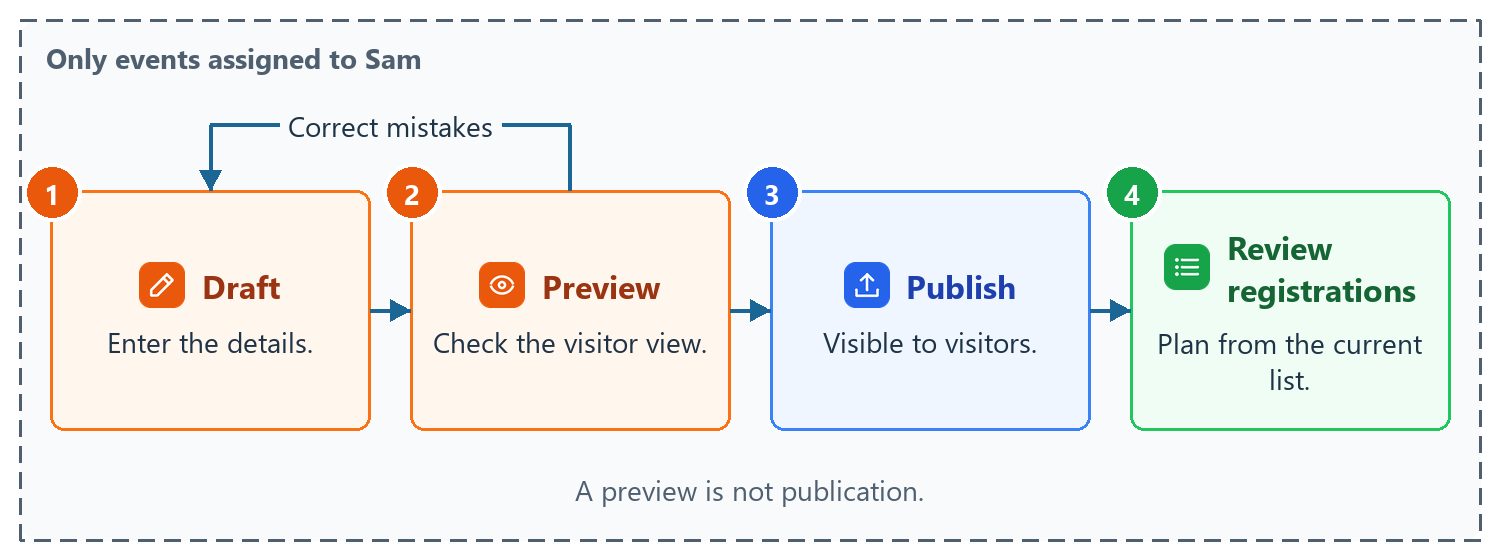 Only events assigned to Sam
Correct mistakes
1
2
3
4
Draft
Enter the details.
Preview
Check the visitor view.
Publish
Visible to visitors.
Review
registrations
Plan from the current
list.
A preview is not publication.